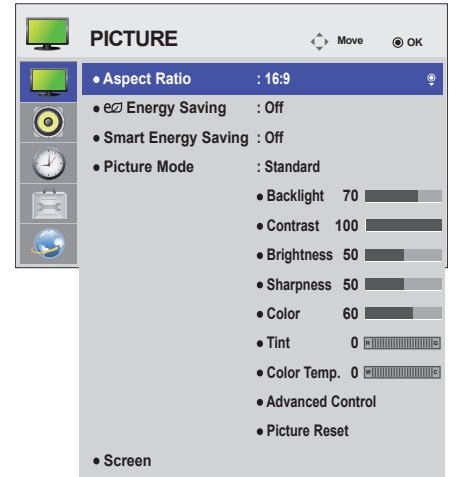 PICTURE Move OK
● Aspect Ratio : 16:9
● Energy Saving : Off
● Smart Energy Saving : Off
● Picture Mode : Standard
● Backlight 70
● Contrast 100
● Brightness 50
● Sharpness 50
● Color 60
● Tint 0 R G
● Color Temp. 0 W C
● Advanced Control
● Picture Reset
● Screen